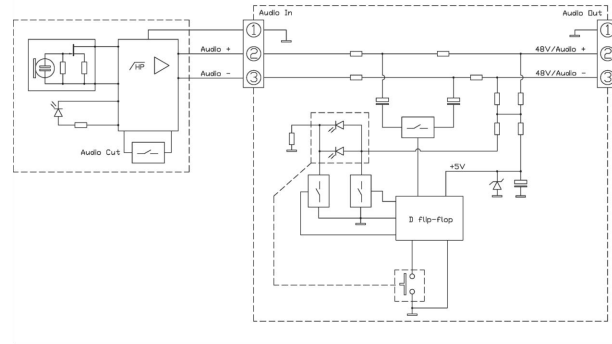 Audio In
Audio Out
1
1
Audio +
2
48V/Audio +
2
/HP
Audio -
3
48V/Audio -
3
Audio Cut
+5V
D flip-flop